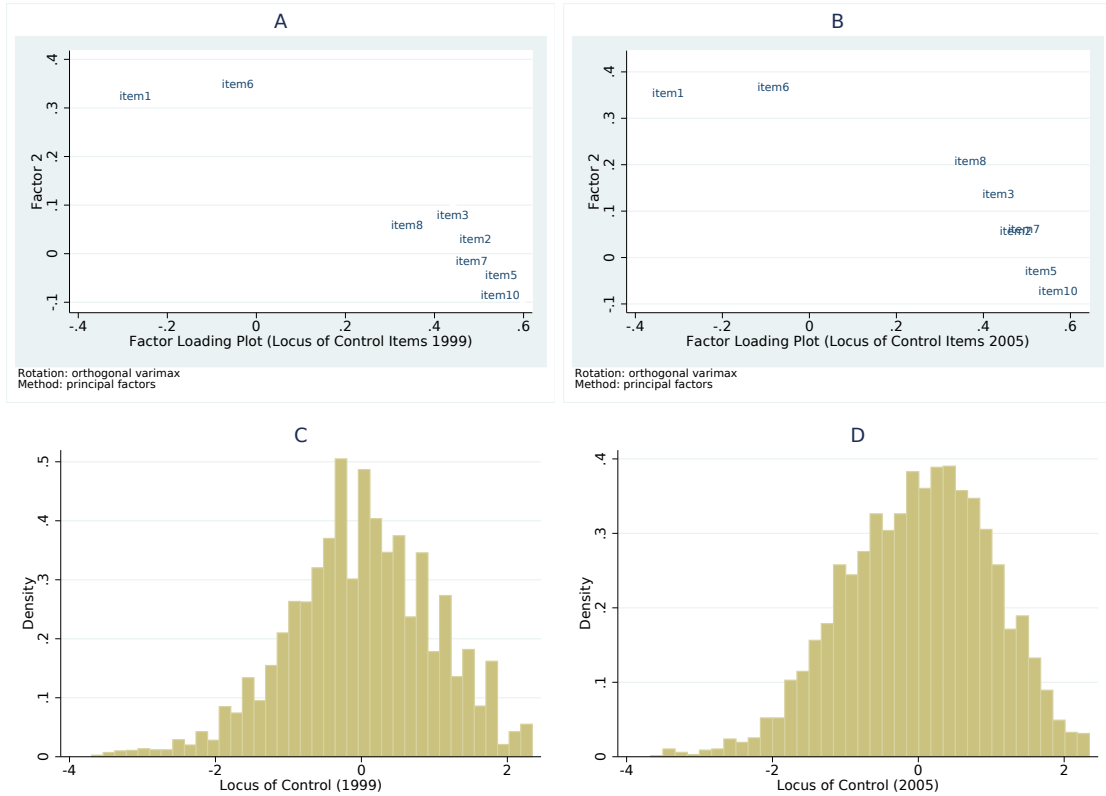 A
Factor 2
.4
.3
.2
.1
0
-.1
item1
item6
item3
item8
item2
item7
item5
item10
-.4 -.2 0 .2 .4 .6
Factor Loading Plot (Locus of Control Items 1999)
Rotation: orthogonal varimax
Method: principal factors
B
Factor 2
.4
.3
.2
.1
0
-.1
item6
item1
item8
item3
item7
item2
item5
item10
-.4 -.2 0 .2 .4 .6
Factor Loading Plot (Locus of Control Items 2005)
Rotation: orthogonal varimax
Method: principal factors
C
Density
.5
.4
.3
.2
.1
0
-4 -2 0 2
Locus of Control (1999)
D
Density
.4
.3
.2
.1
0
-4 -2 0 2
Locus of Control (2005)